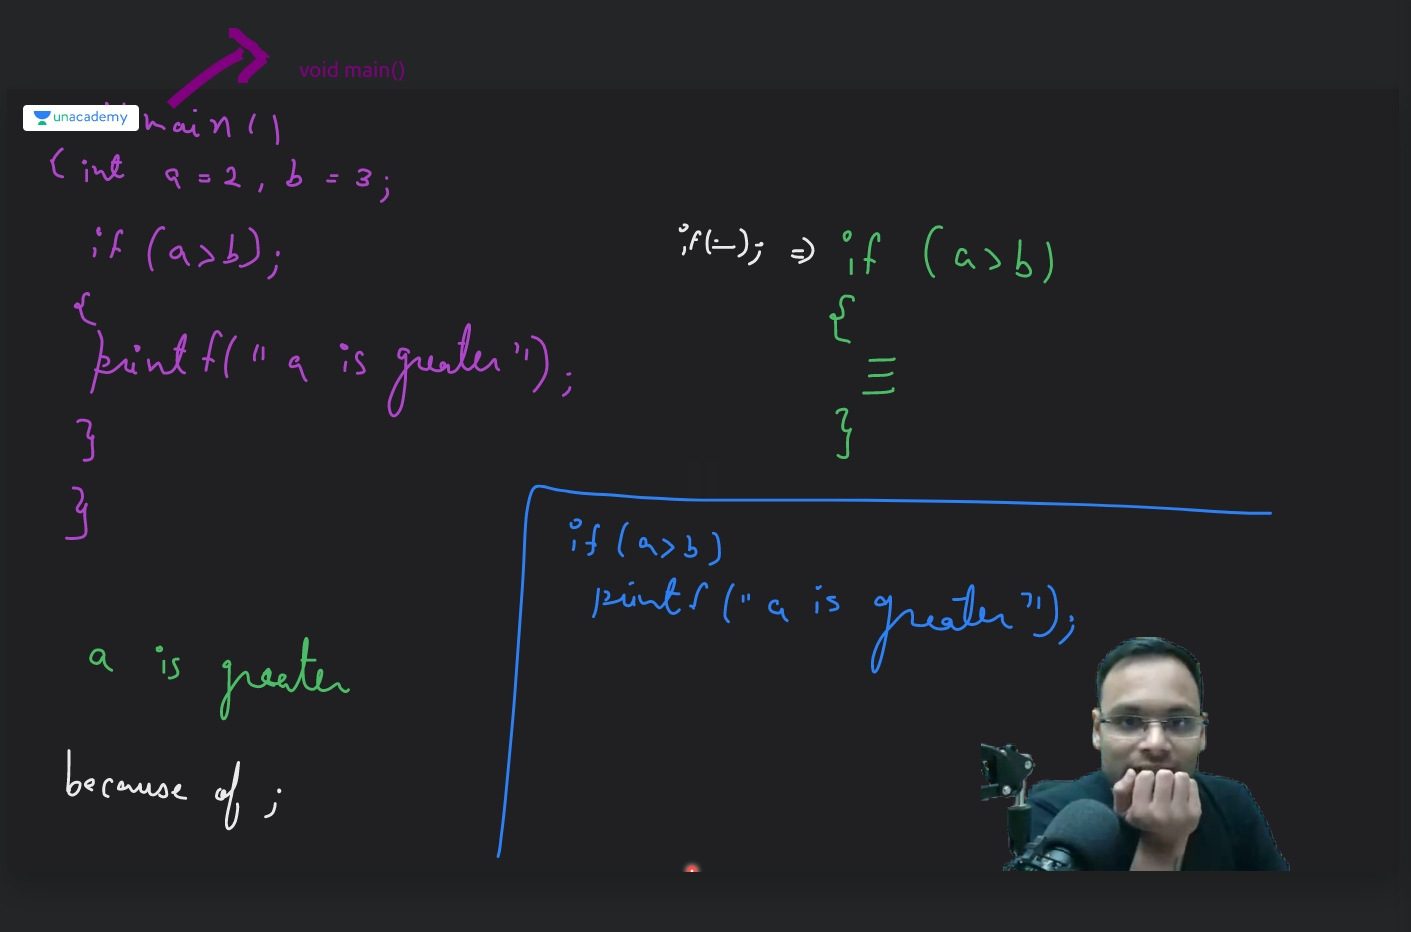 void main()
unacademy
main()
{ int a = 2, b = 3;
if (a>b);
{
printf("a is greater");
}
}
if(—); ⇒ if (a>b)
{
≡
}
if (a>b)
printf("a is greater");
a is greater
because of ;